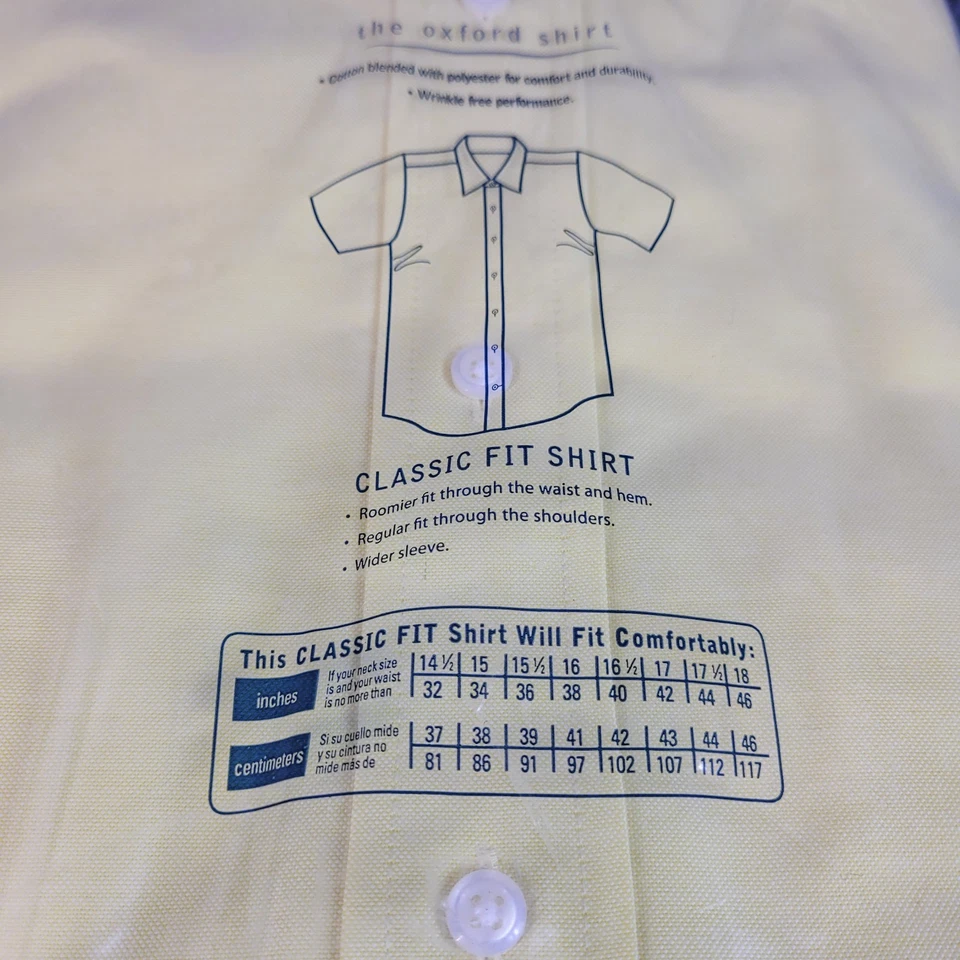 the oxford shirt
• Cotton blended with polyester for comfort and durability.
• Wrinkle free performance.
CLASSIC FIT SHIRT
• Roomier fit through the waist and hem.
• Regular fit through the shoulders.
• Wider sleeve.
This CLASSIC FIT Shirt Will Fit Comfortably:
inches
If your neck size
is and your waist
is no more than
14 ½ 15 15 ½ 16 16 ½ 17 17 ½ 18
32 34 36 38 40 42 44 46
centimeters
Si su cuello mide
y su cintura no
mide más de
37 38 39 41 42 43 44 46
81 86 91 97 102 107 112 117